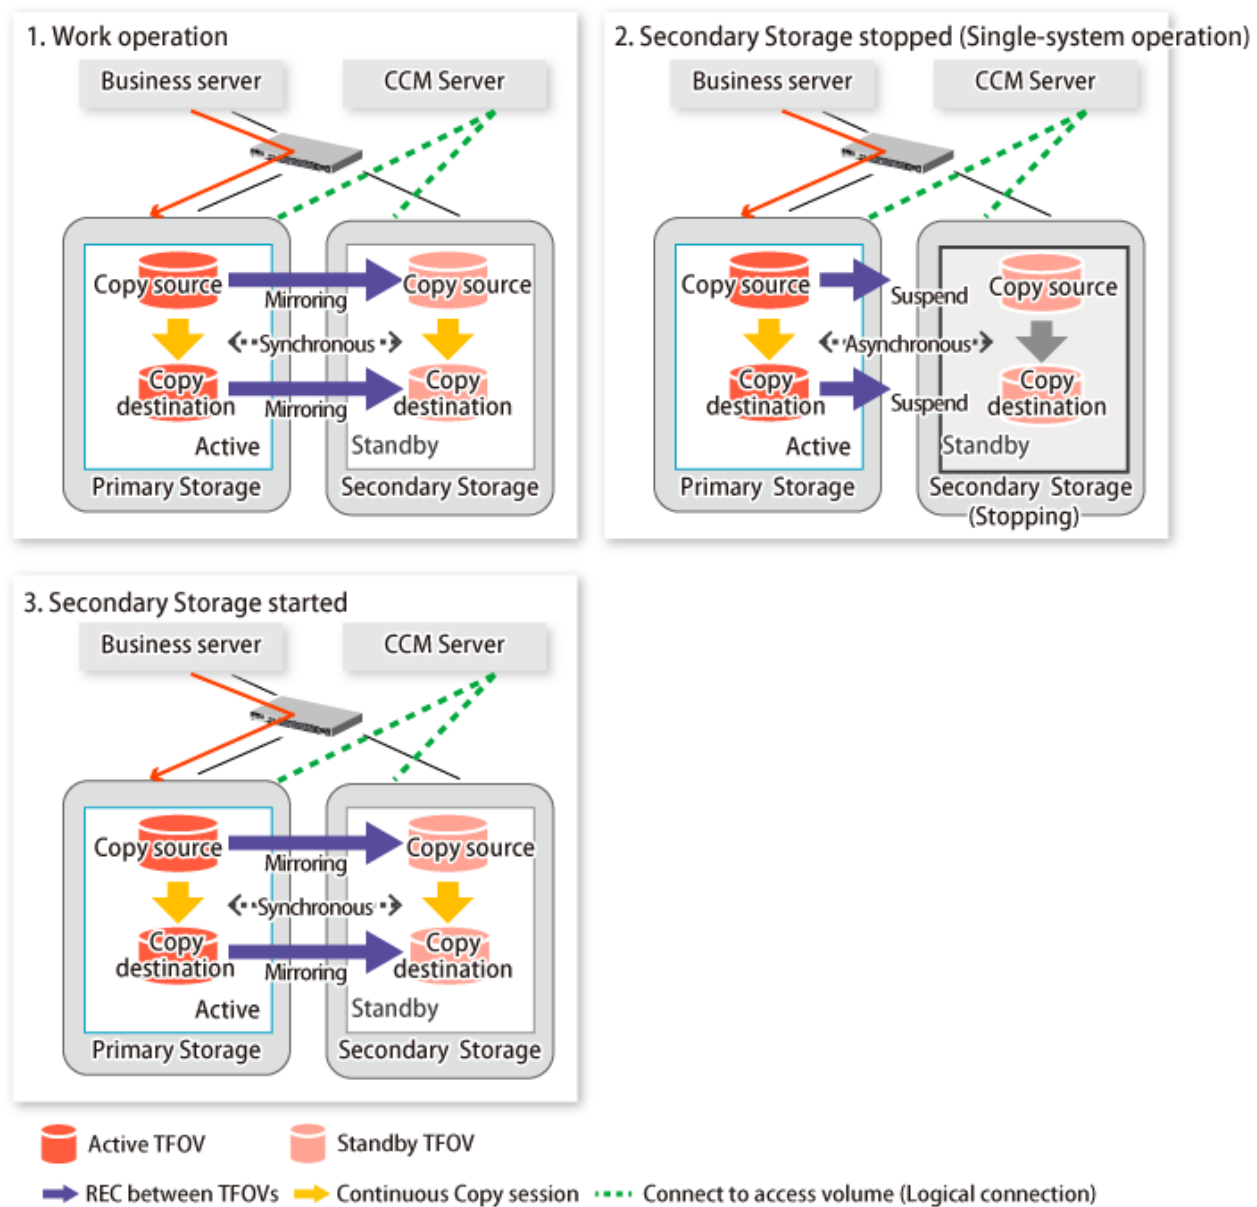 1. Work operation
Business server
CCM Server
Copy source
Mirroring
Copy source
Synchronous
Copy
destination
Mirroring
Copy
destination
Active
Standby
Primary Storage
Secondary Storage
2. Secondary Storage stopped (Single-system operation)
Business server
CCM Server
Copy source
Suspend
Copy source
Asynchronous
Copy
destination
Suspend
Copy
destination
Active
Standby
Primary Storage
Secondary Storage
(Stopping)
3. Secondary Storage started
Business server
CCM Server
Copy source
Mirroring
Copy source
Synchronous
Copy
destination
Mirroring
Copy
destination
Active
Standby
Primary Storage
Secondary Storage
Active TFOV
Standby TFOV
REC between TFOVs
Continuous Copy session
Connect to access volume (Logical connection)